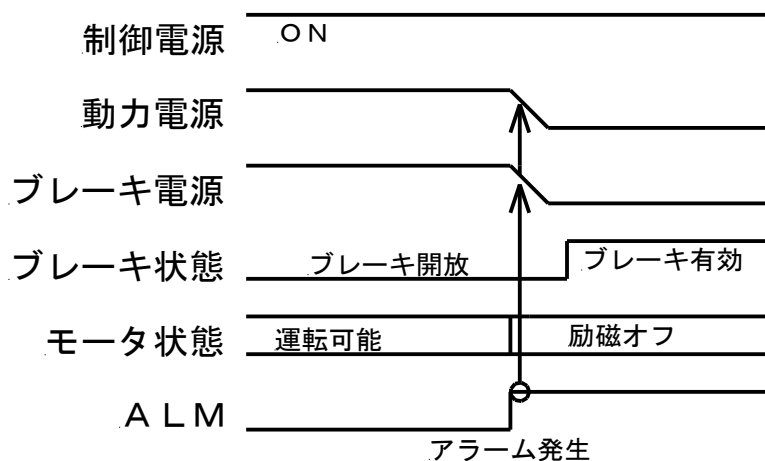 制御電源 ＯＮ
動力電源
ブレーキ電源
ブレーキ状態 ブレーキ開放 ブレーキ有効
モータ状態 運転可能 励磁オフ
ＡＬＭ
アラーム発生